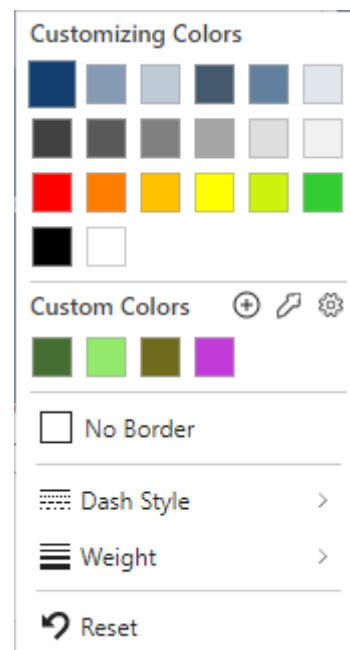 Customizing Colors
Custom Colors
No Border
Dash Style
Weight
Reset